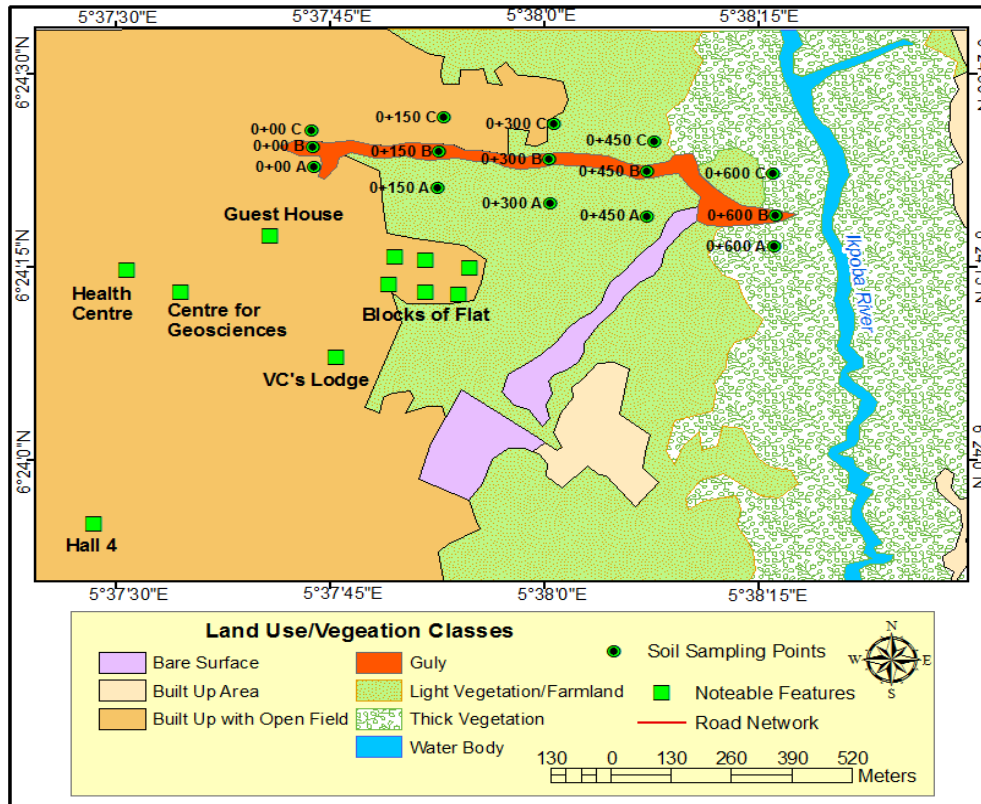 5°37'30"E 5°37'45"E 5°38'0"E 5°38'15"E
6°24'30"N
0+00 C
0+150 C
0+300 C
0+450 C
0+00 B
0+150 B
0+300 B
0+450 B
0+600 C
0+00 A
0+150 A
0+300 A
0+450 A
0+600 B
0+600 A
Guest House
6°24'15"N
Health
Centre
Centre for
Geosciences
Blocks of Flat
VC's Lodge
Ikpoba River
6°24'0"N
6°24'0"N
Hall 4
5°37'30"E 5°37'45"E 5°38'0"E 5°38'15"E
Land Use/Vegeation Classes
Bare Surface
Built Up Area
Built Up with Open Field
Guly
Light Vegetation/Farmland
Thick Vegetation
Water Body
Soil Sampling Points
Noteable Features
Road Network
N
W E
S
130 0 130 260 390 520
Meters